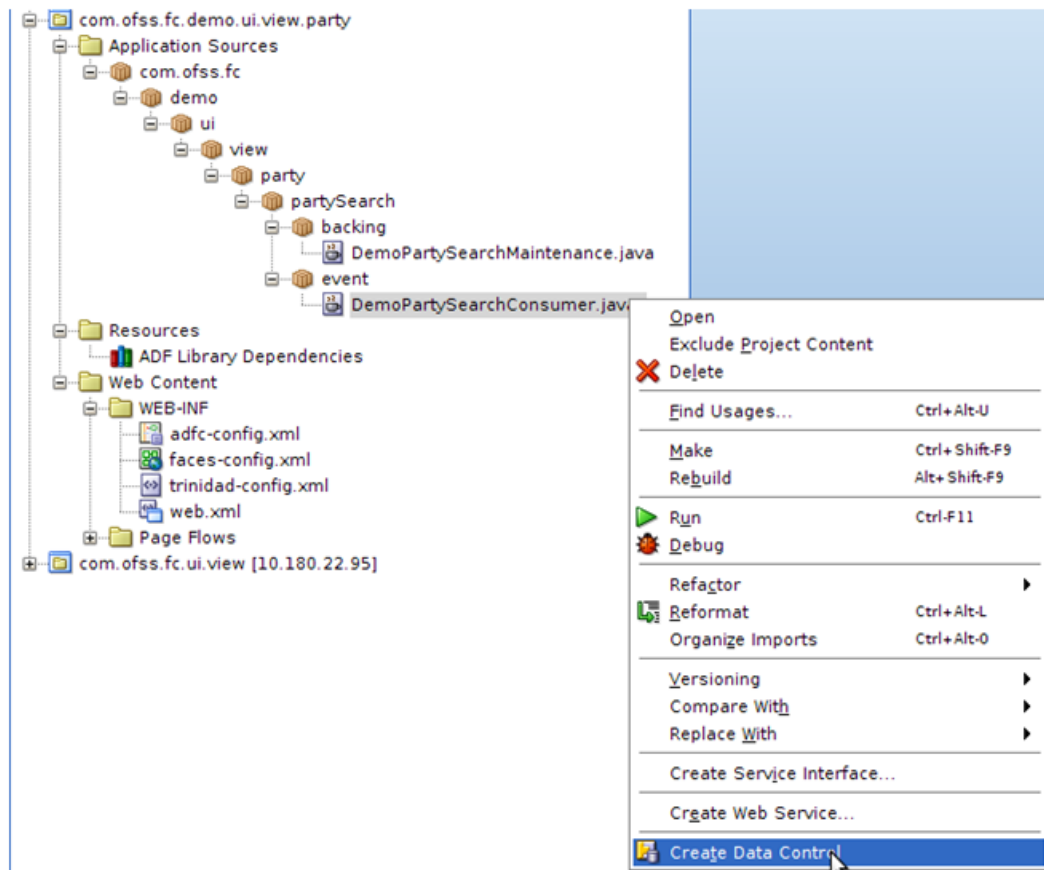 com.ofss.fc.demo.ui.view.party
Application Sources
com.ofss.fc
demo
ui
view
party
partySearch
backing
DemoPartySearchMaintenance.java
event
DemoPartySearchConsumer.java
Resources
ADF Library Dependencies
Web Content
WEB-INF
adfc-config.xml
faces-config.xml
trinidad-config.xml
web.xml
Page Flows
com.ofss.fc.ui.view [10.180.22.95]
Open
Exclude Project Content
Delete
Find Usages... Ctrl+Alt-U
Make Ctrl+Shift-F9
Rebuild Alt+Shift-F9
Run Ctrl-F11
Debug
Refactor
Reformat Ctrl+Alt-L
Organize Imports Ctrl+Alt-O
Versioning
Compare With
Replace With
Create Service Interface...
Create Web Service...
Create Data Control